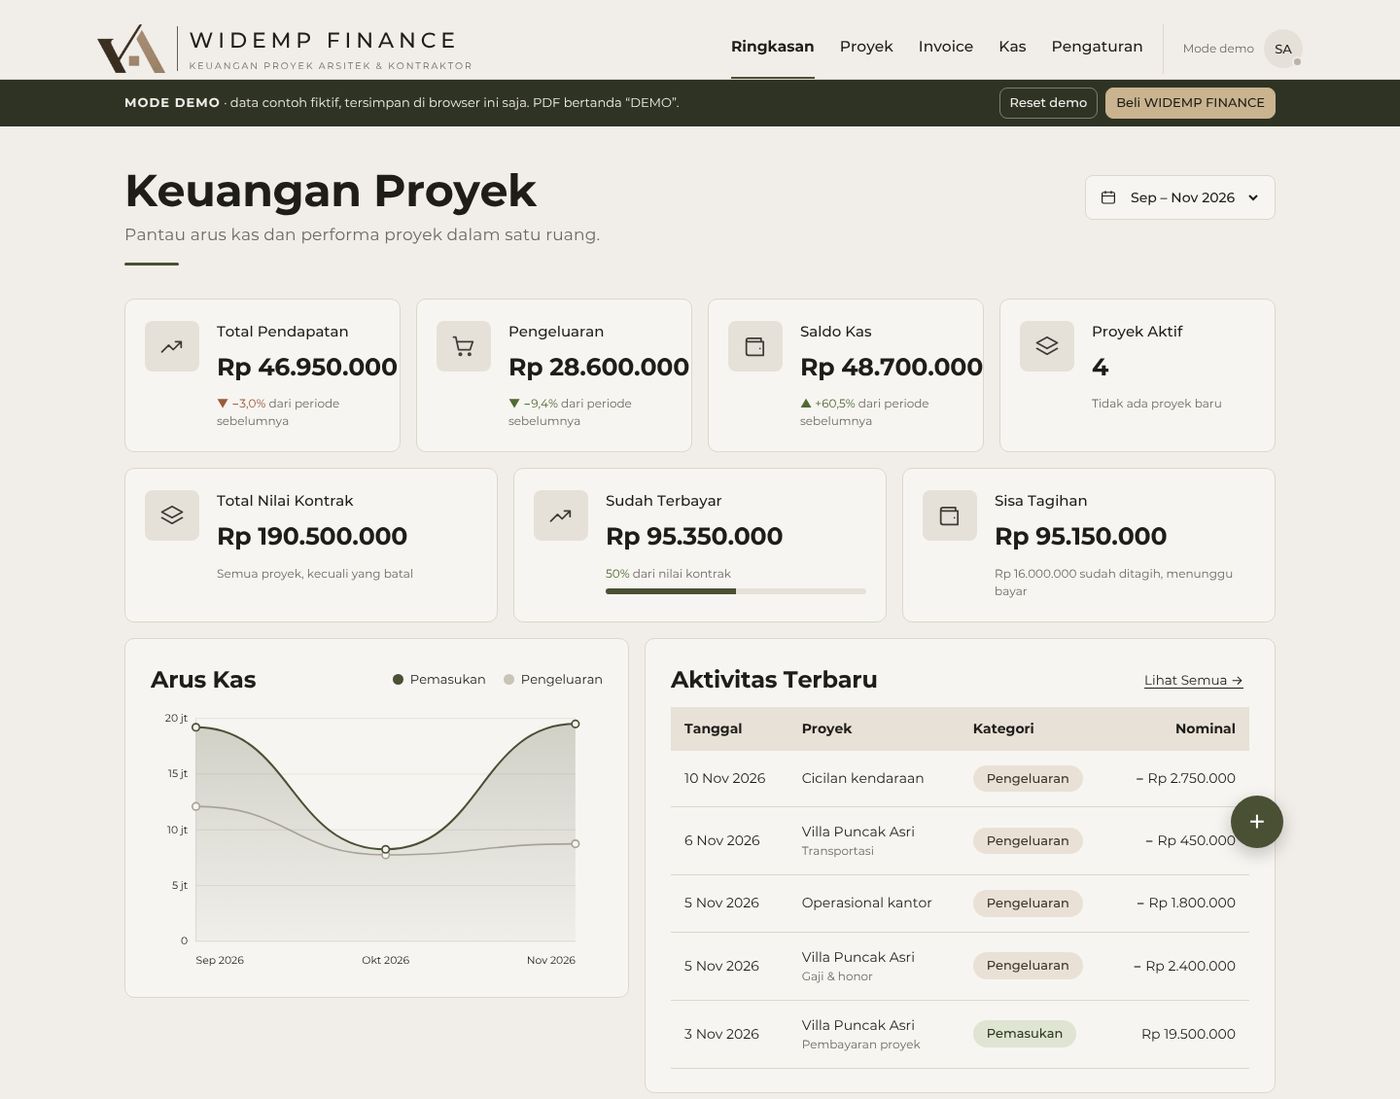 WIDEMP FINANCE
KEUANGAN PROYEK ARSITEK & KONTRAKTOR
Ringkasan Proyek Invoice Kas Pengaturan
Mode demo SA
MODE DEMO · data contoh fiktif, tersimpan di browser ini saja. PDF bertanda “DEMO”.
Reset demo
Beli WIDEMP FINANCE
Keuangan Proyek
Pantau arus kas dan performa proyek dalam satu ruang.
Sep – Nov 2026
Total Pendapatan
Rp 46.950.000
▼ −3,0% dari periode
sebelumnya
Pengeluaran
Rp 28.600.000
▼ −9,4% dari periode
sebelumnya
Saldo Kas
Rp 48.700.000
▲ +60,5% dari periode
sebelumnya
Proyek Aktif
4
Tidak ada proyek baru
Total Nilai Kontrak
Rp 190.500.000
Semua proyek, kecuali yang batal
Sudah Terbayar
Rp 95.350.000
50% dari nilai kontrak
Sisa Tagihan
Rp 95.150.000
Rp 16.000.000 sudah ditagih, menunggu
bayar
Arus Kas
Pemasukan Pengeluaran
20 jt
15 jt
10 jt
5 jt
0
Sep 2026 Okt 2026 Nov 2026
Aktivitas Terbaru
Lihat Semua →
Tanggal Proyek Kategori Nominal
10 Nov 2026 Cicilan kendaraan Pengeluaran − Rp 2.750.000
6 Nov 2026 Villa Puncak Asri Pengeluaran − Rp 450.000
Transportasi
5 Nov 2026 Operasional kantor Pengeluaran − Rp 1.800.000
5 Nov 2026 Villa Puncak Asri Pengeluaran − Rp 2.400.000
Gaji & honor
3 Nov 2026 Villa Puncak Asri Pemasukan Rp 19.500.000
Pembayaran proyek
+